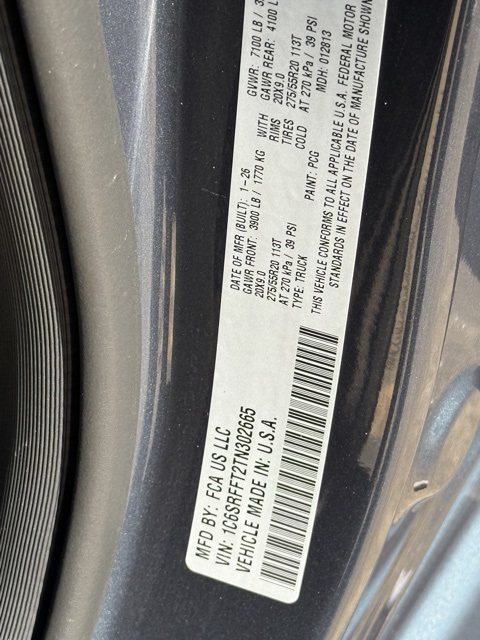 MFD BY: FCA US LLC
VIN: 1C6SRFFT2TN302665
VEHICLE MADE IN: U.S.A.
DATE OF MFR (BUILT): 1-26
GVWR: 7100 LB /
GAWR FRONT: 3900 LB / 1770 KG WITH
GAWR REAR: 4100 L
20X9.0 RIMS 20X9.0
275/55R20 113T TIRES 275/55R20 113T
AT 270 kPa / 39 PSI COLD AT 270 kPa / 39 PSI
TYPE: TRUCK PAINT: PCG MDH: 012813
THIS VEHICLE CONFORMS TO ALL APPLICABLE U.S.A. FEDERAL MOTOR
STANDARDS IN EFFECT ON THE DATE OF MANUFACTURE SHOWN